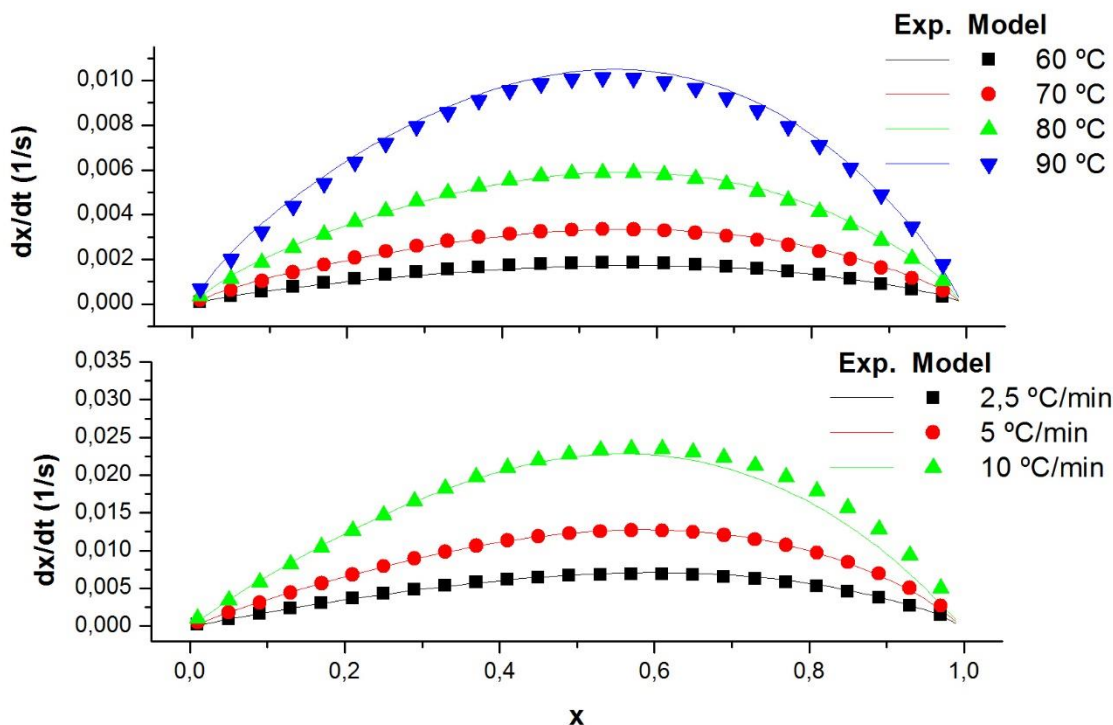 Exp. Model
60 ºC
70 ºC
80 ºC
90 ºC
dx/dt (1/s)
0,010
0,008
0,006
0,004
0,002
0,000
Exp. Model
2,5 ºC/min
5 ºC/min
10 ºC/min
dx/dt (1/s)
0,035
0,030
0,025
0,020
0,015
0,010
0,005
0,000
0,0 0,2 0,4 0,6 0,8 1,0
x